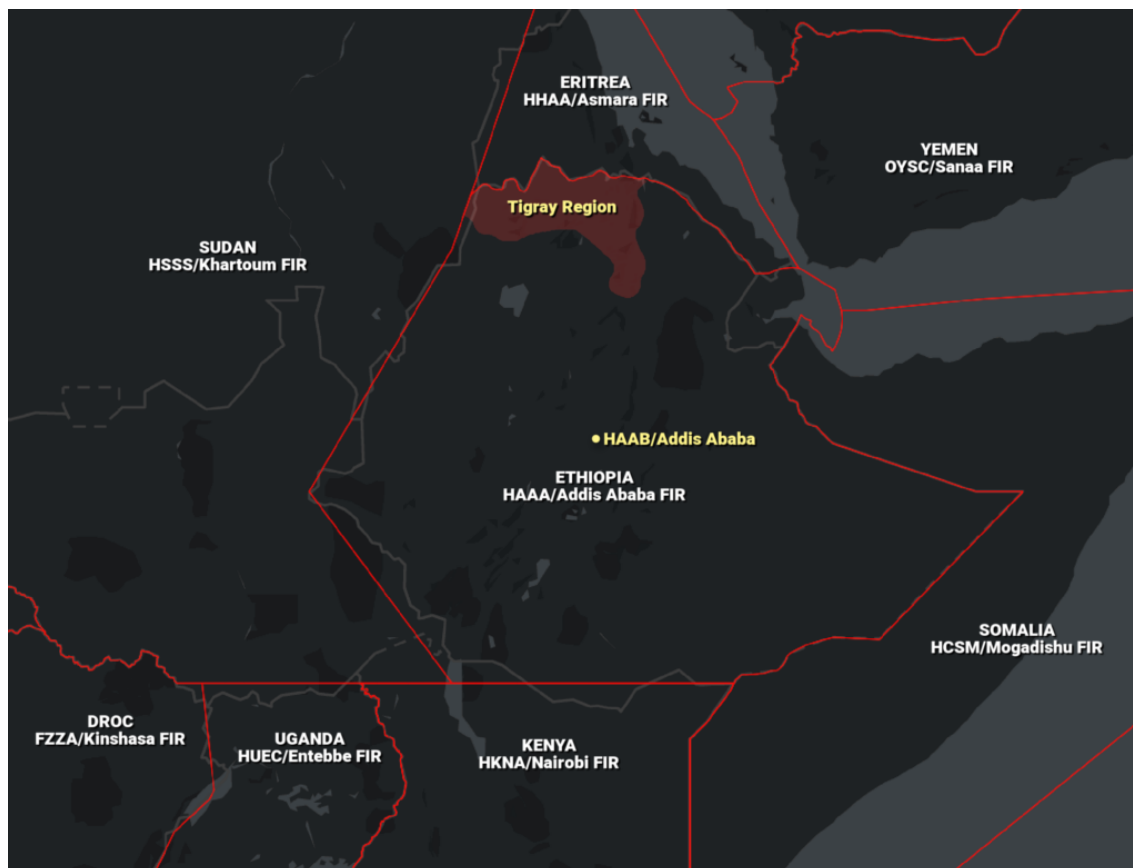 ERITREA
HHAA/Asmara FIR
YEMEN
OYSC/Sanaa FIR
Tigray Region
SUDAN
HSSS/Khartoum FIR
HAAB/Addis Ababa
ETHIOPIA
HAAA/Addis Ababa FIR
SOMALIA
HCSM/Mogadishu FIR
DROC
FZZA/Kinshasa FIR
UGANDA
HUEC/Entebbe FIR
KENYA
HKNA/Nairobi FIR